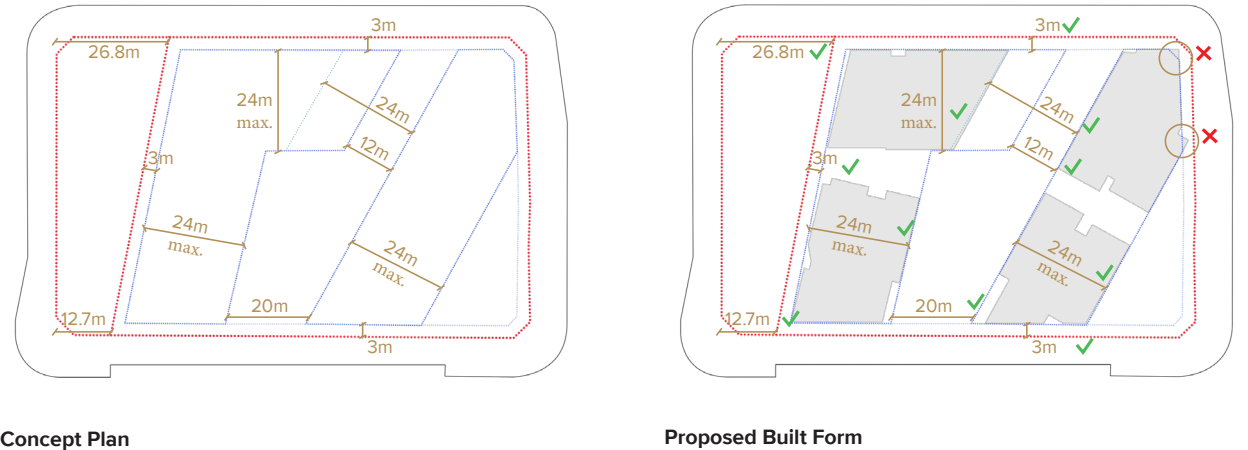 3m
26.8m
24m
max.
24m
12m
3m
24m
max.
24m
max.
20m
12.7m
3m
Concept Plan
3m
26.8m
24m
max.
24m
12m
3m
24m
max.
24m
max.
20m
12.7m
3m
Proposed Built Form